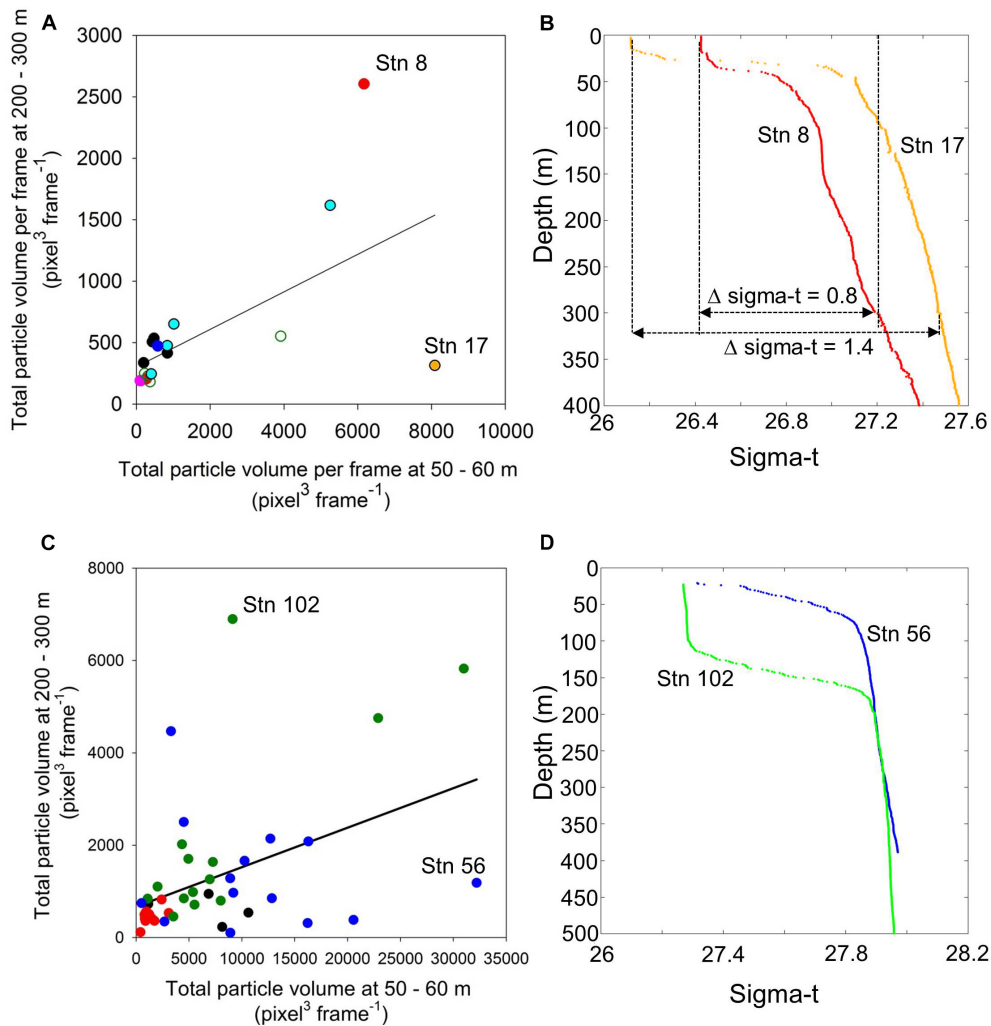 A
Total particle volume per frame at 200 - 300 m
(pixel³ frame⁻¹)
3000
2500
2000
1500
1000
500
0
Stn 8
Stn 17
0 2000 4000 6000 8000 10000
Total particle volume per frame at 50 - 60 m
(pixel³ frame⁻¹)
B
Depth (m)
0
50
100
150
200
250
300
350
400
Stn 8
Stn 17
Δ sigma-t = 0.8
Δ sigma-t = 1.4
26 26.4 26.8 27.2 27.6
Sigma-t
C
Total particle volume at 200 - 300 m
(pixel³ frame⁻¹)
8000
6000
4000
2000
0
Stn 102
Stn 56
0 5000 10000 15000 20000 25000 30000 35000
Total particle volume at 50 - 60 m
(pixel³ frame⁻¹)
D
Depth (m)
0
50
100
150
200
250
300
350
400
450
500
Stn 56
Stn 102
26 27.4 27.8 28.2
Sigma-t